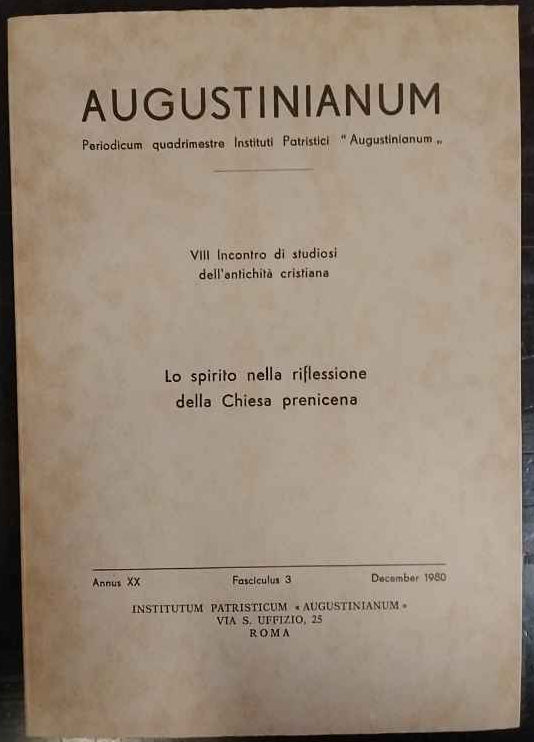 AUGUSTINIANUM
Periodicum quadrimestre Instituti Patristici “Augustinianum„
VIII Incontro di studiosi
dell'antichità cristiana
Lo spirito nella riflessione
della Chiesa prenicena
Annus XX Fasciculus 3 December 1980
INSTITUTUM PATRISTICUM «AUGUSTINIANUM»
VIA S. UFFIZIO, 25
ROMA